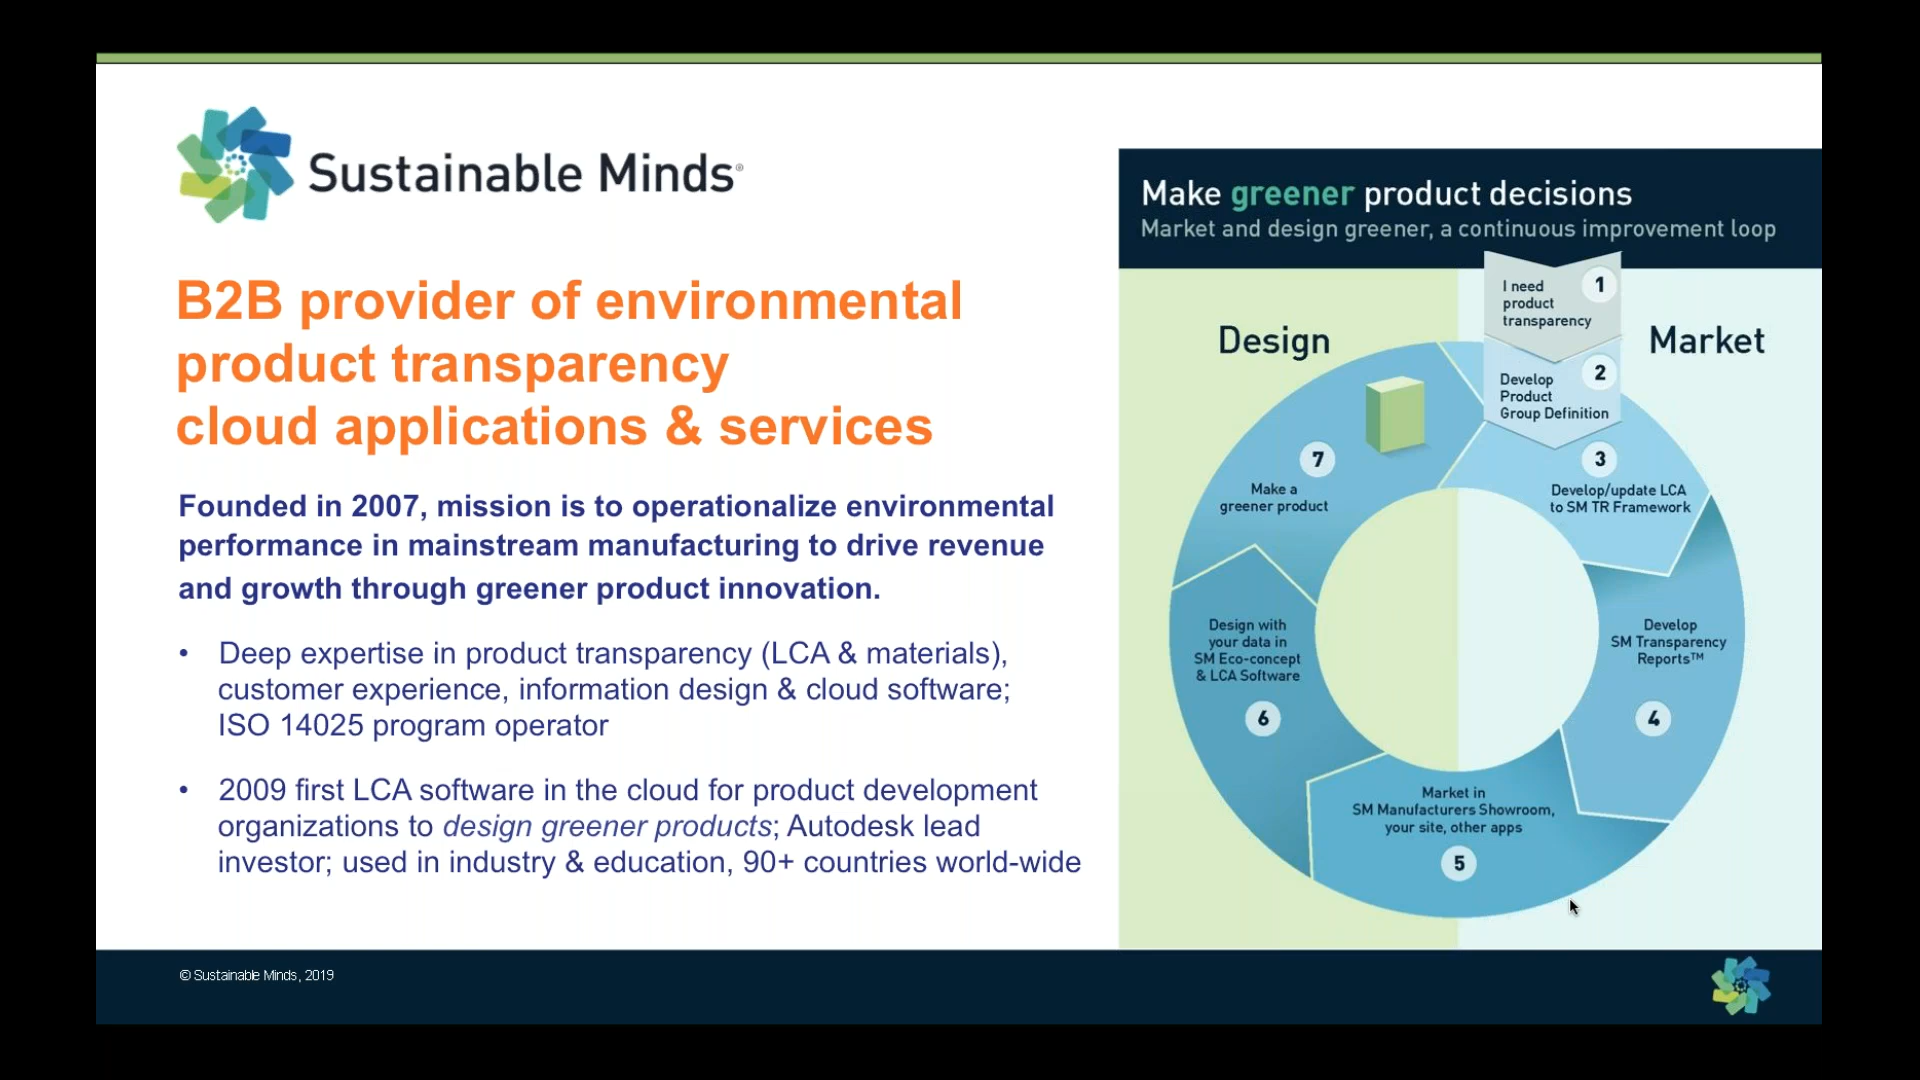 Sustainable Minds®
B2B provider of environmental
product transparency
cloud applications & services
Founded in 2007, mission is to operationalize environmental
performance in mainstream manufacturing to drive revenue
and growth through greener product innovation.
• Deep expertise in product transparency (LCA & materials),
customer experience, information design & cloud software;
ISO 14025 program operator
• 2009 first LCA software in the cloud for product development
organizations to design greener products; Autodesk lead
investor; used in industry & education, 90+ countries world-wide
Make greener product decisions
Market and design greener, a continuous improvement loop
Design
Market
1
I need
product
transparency
2
Develop
Product
Group Definition
3
Develop/update LCA
to SM TR Framework
Develop
SM Transparency
Reports™
4
Market in
SM Manufacturers Showroom,
your site, other apps
5
Design with
your data in
SM Eco-concept
& LCA Software
6
7
Make a
greener product
© Sustainable Minds, 2019